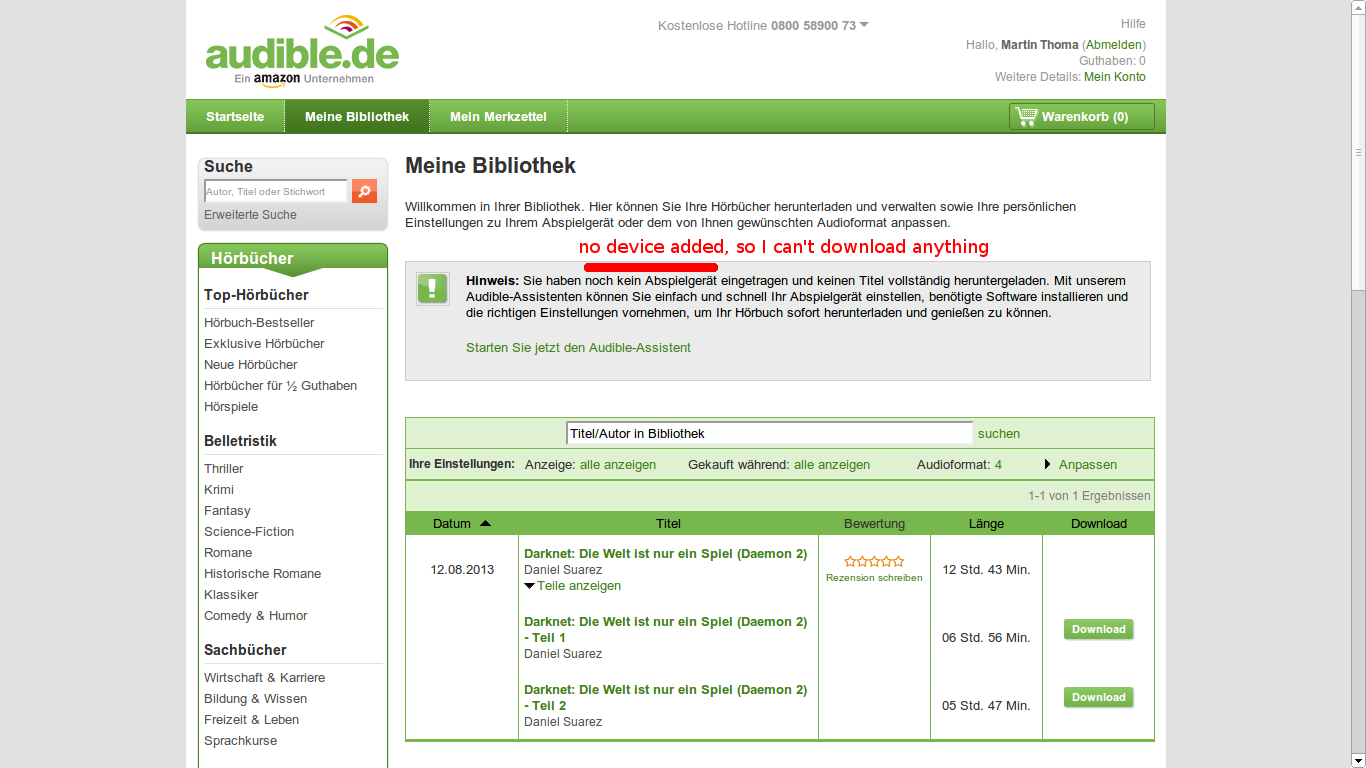 audible.de
Ein amazon Unternehmen
Kostenlose Hotline 0800 58900 73
Hilfe
Hallo, Martin Thoma (Abmelden)
Guthaben: 0
Weitere Details: Mein Konto
Startseite Meine Bibliothek Mein Merkzettel Warenkorb (0)
Suche
Autor, Titel oder Stichwort
Erweiterte Suche
Hörbücher
Top-Hörbücher
Hörbuch-Bestseller
Exklusive Hörbücher
Neue Hörbücher
Hörbücher für ½ Guthaben
Hörspiele
Belletristik
Thriller
Krimi
Fantasy
Science-Fiction
Romane
Historische Romane
Klassiker
Comedy & Humor
Sachbücher
Wirtschaft & Karriere
Bildung & Wissen
Freizeit & Leben
Sprachkurse
Meine Bibliothek
Willkommen in Ihrer Bibliothek. Hier können Sie Ihre Hörbücher herunterladen und verwalten sowie Ihre persönlichen
Einstellungen zu Ihrem Abspielgerät oder dem von Ihnen gewünschten Audioformat anpassen.
no device added, so I can't download anything
Hinweis: Sie haben noch kein Abspielgerät eingetragen und keinen Titel vollständig heruntergeladen. Mit unserem
Audible-Assistenten können Sie einfach und schnell Ihr Abspielgerät einstellen, benötigte Software installieren und
die richtigen Einstellungen vornehmen, um Ihr Hörbuch sofort herunterladen und genießen zu können.
Starten Sie jetzt den Audible-Assistent
Titel/Autor in Bibliothek suchen
Ihre Einstellungen: Anzeige: alle anzeigen Gekauft während: alle anzeigen Audioformat: 4 Anpassen
1-1 von 1 Ergebnissen
Datum Titel Bewertung Länge Download
Darknet: Die Welt ist nur ein Spiel (Daemon 2)
12.08.2013 Daniel Suarez 12 Std. 43 Min.
Teile anzeigen Rezension schreiben
Darknet: Die Welt ist nur ein Spiel (Daemon 2)
- Teil 1 06 Std. 56 Min. Download
Daniel Suarez
Darknet: Die Welt ist nur ein Spiel (Daemon 2)
- Teil 2 05 Std. 47 Min. Download
Daniel Suarez